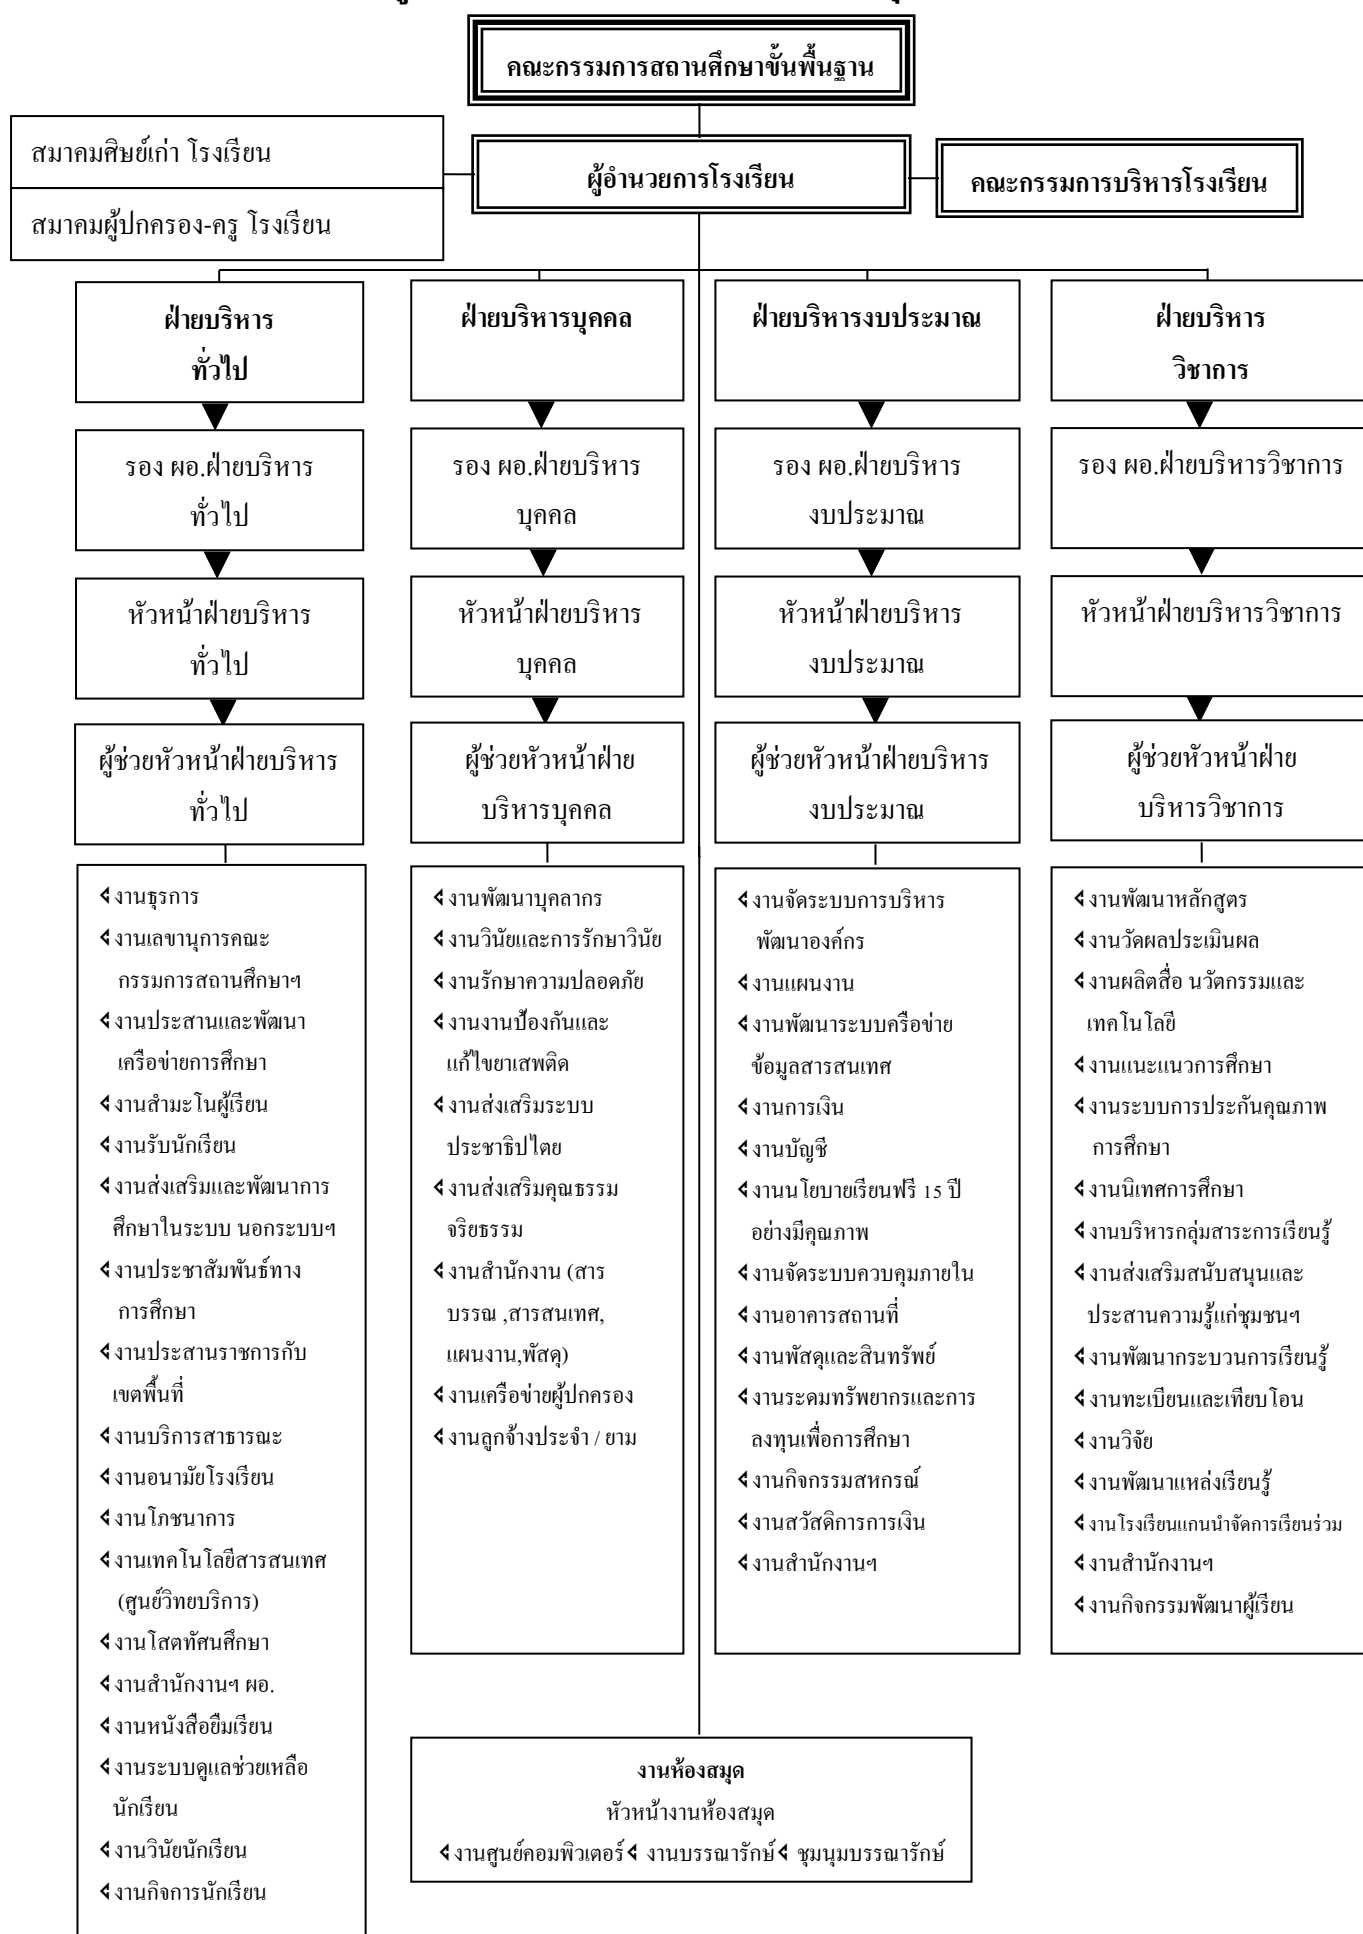 คณะกรรมการสถานศึกษาขั้นพื้นฐาน
สมาคมศิษย์เก่า โรงเรียน
สมาคมผู้ปกครอง-ครู โรงเรียน
ผู้อำนวยการโรงเรียน
คณะกรรมการบริหารโรงเรียน
ฝ่ายบริหาร
ทั่วไป
รอง ผอ.ฝ่ายบริหาร
ทั่วไป
หัวหน้าฝ่ายบริหาร
ทั่วไป
ผู้ช่วยหัวหน้าฝ่ายบริหาร
ทั่วไป
งานธุรการ
งานเลขานุการคณะ
กรรมการสถานศึกษาฯ
งานประสานและพัฒนา
เครือข่ายการศึกษา
งานสำมะโนผู้เรียน
งานรับนักเรียน
งานส่งเสริมและพัฒนาการ
ศึกษาในระบบ นอกระบบฯ
งานประชาสัมพันธ์ทาง
การศึกษา
งานประสานราชการกับ
เขตพื้นที่
งานบริการสาธารณะ
งานอนามัยโรงเรียน
งานโภชนาการ
งานเทคโนโลยีสารสนเทศ
(ศูนย์วิทยบริการ)
งานโสตทัศนศึกษา
งานสำนักงานฯ ผอ.
งานหนังสือยืมเรียน
งานระบบดูแลช่วยเหลือ
นักเรียน
งานวินัยนักเรียน
งานกิจการนักเรียน
ฝ่ายบริหารบุคคล
รอง ผอ.ฝ่ายบริหาร
บุคคล
หัวหน้าฝ่ายบริหาร
บุคคล
ผู้ช่วยหัวหน้าฝ่าย
บริหารบุคคล
งานพัฒนาบุคลากร
งานวินัยและการรักษาวินัย
งานรักษาความปลอดภัย
งานงานป้องกันและ
แก้ไขยาเสพติด
งานส่งเสริมระบบ
ประชาธิปไตย
งานส่งเสริมคุณธรรม
จริยธรรม
งานสำนักงาน (สาร
บรรณ ,สารสนเทศ,
แผนงาน,พัสดุ)
งานเครือข่ายผู้ปกครอง
งานลูกจ้างประจำ / ยาม
ฝ่ายบริหารงบประมาณ
รอง ผอ.ฝ่ายบริหาร
งบประมาณ
หัวหน้าฝ่ายบริหาร
งบประมาณ
ผู้ช่วยหัวหน้าฝ่ายบริหาร
งบประมาณ
งานจัดระบบการบริหาร
พัฒนาองค์กร
งานแผนงาน
งานพัฒนาระบบครือข่าย
ข้อมูลสารสนเทศ
งานการเงิน
งานบัญชี
งานนโยบายเรียนฟรี 15 ปี
อย่างมีคุณภาพ
งานจัดระบบควบคุมภายใน
งานอาคารสถานที่
งานพัสดุและสินทรัพย์
งานระดมทรัพยากรและการ
ลงทุนเพื่อการศึกษา
งานกิจกรรมสหกรณ์
งานสวัสดิการการเงิน
งานสำนักงานฯ
ฝ่ายบริหาร
วิชาการ
รอง ผอ.ฝ่ายบริหารวิชาการ
หัวหน้าฝ่ายบริหารวิชาการ
ผู้ช่วยหัวหน้าฝ่าย
บริหารวิชาการ
งานพัฒนาหลักสูตร
งานวัดผลประเมินผล
งานผลิตสื่อ นวัตกรรมและ
เทคโนโลยี
งานแนะแนวการศึกษา
งานระบบการประกันคุณภาพ
การศึกษา
งานนิเทศการศึกษา
งานบริหารกลุ่มสาระการเรียนรู้
งานส่งเสริมสนับสนุนและ
ประสานความรู้แก่ชุมชนฯ
งานพัฒนากระบวนการเรียนรู้
งานทะเบียนและเทียบโอน
งานวิจัย
งานพัฒนาแหล่งเรียนรู้
งานโรงเรียนแกนนำจัดการเรียนร่วม
งานสำนักงานฯ
งานกิจกรรมพัฒนาผู้เรียน
งานห้องสมุด
หัวหน้างานห้องสมุด
งานศูนย์คอมพิวเตอร์ งานบรรณารักษ์ ชุมนุมบรรณารักษ์